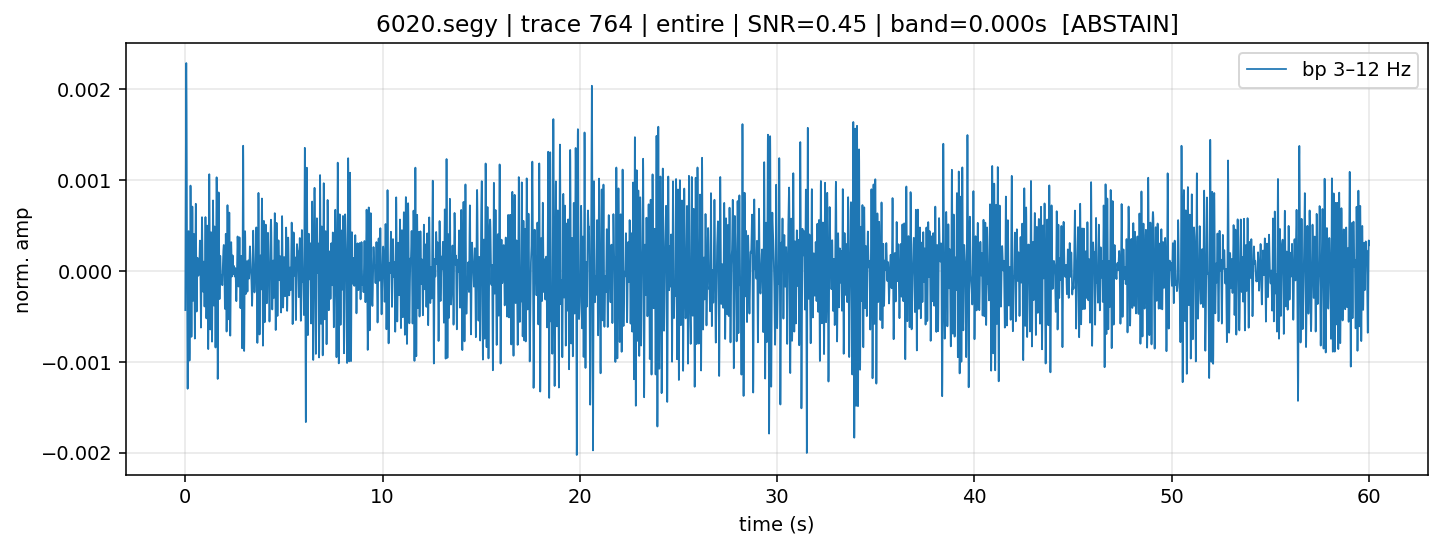 6020.segy | trace 764 | entire | SNR=0.45 | band=0.000s  [ABSTAIN]
bp 3–12 Hz
norm. amp
0.002
0.001
0.000
−0.001
−0.002
0 10 20 30 40 50 60
time (s)